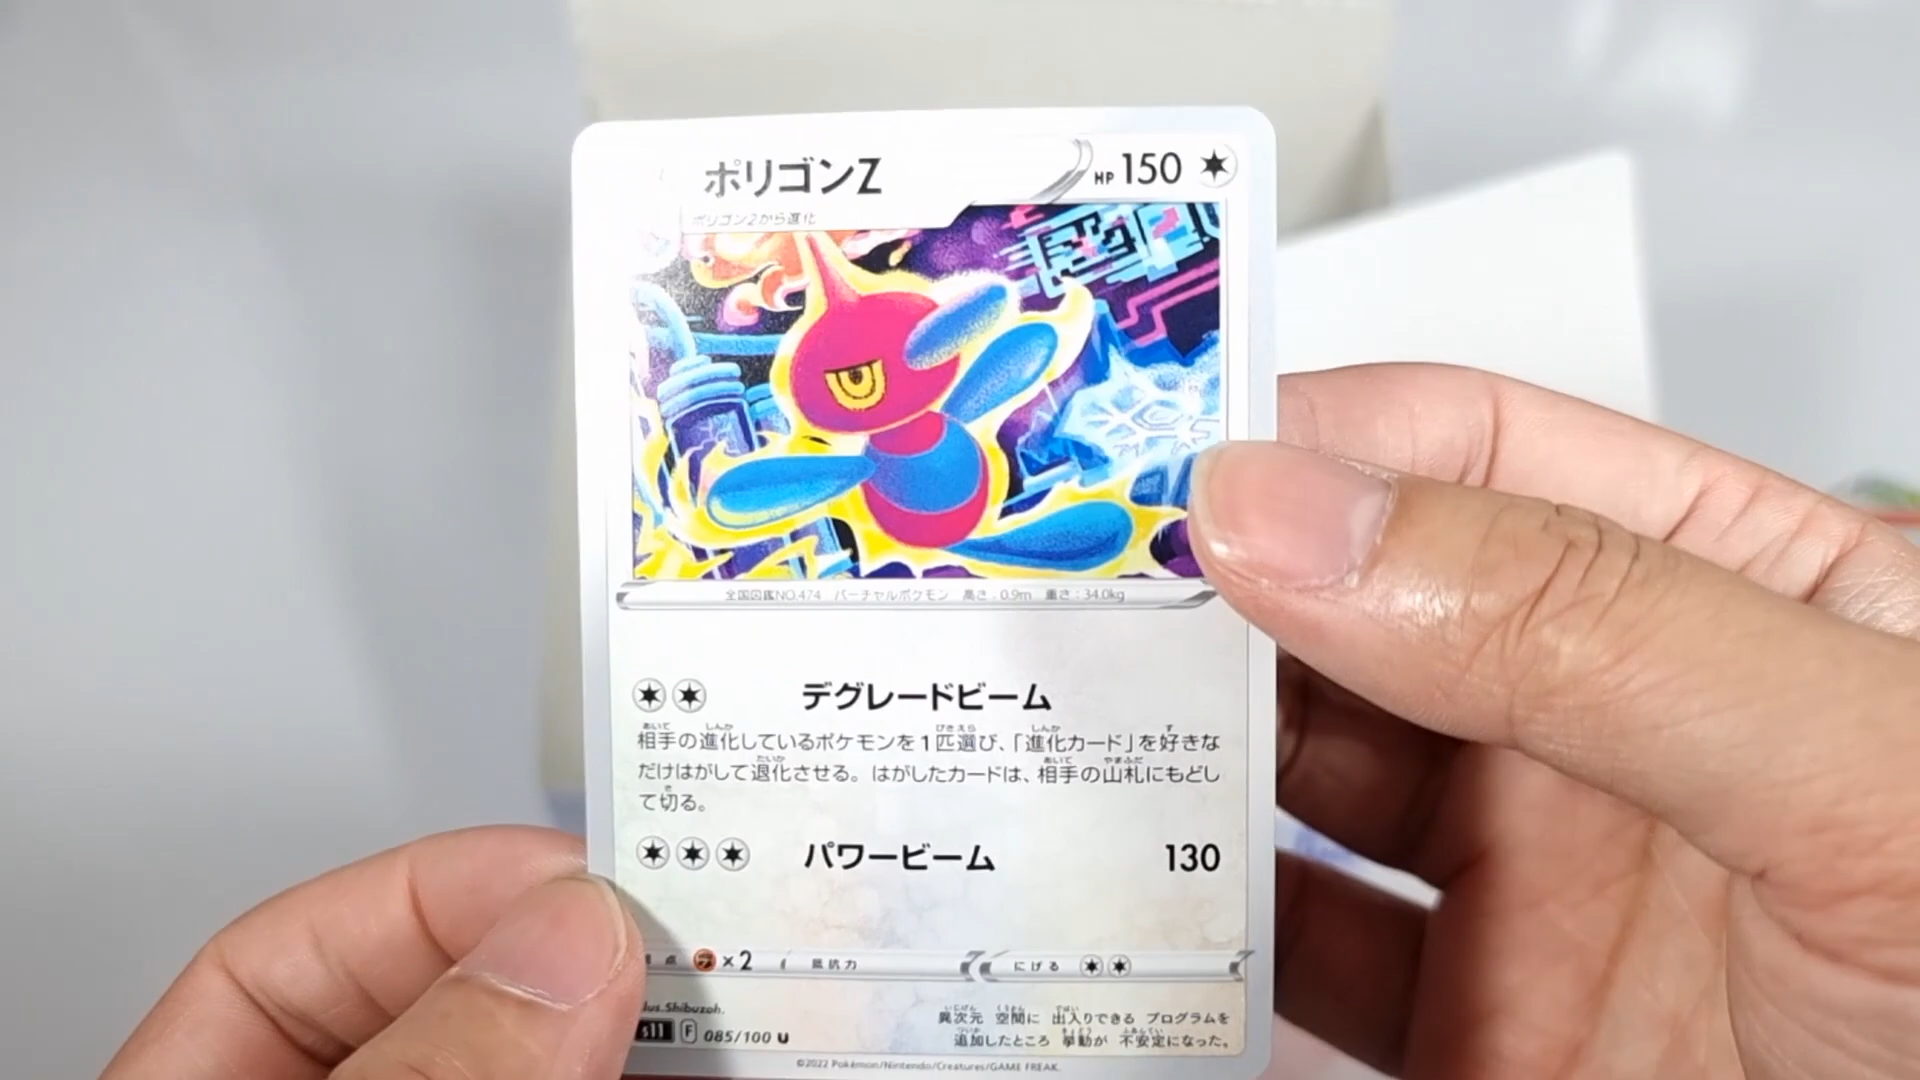 ポリゴンZ
HP 150
ポリゴン2から進化
全国図鑑NO.474 バーチャルポケモン 高さ:0.9m 重さ:34.0kg
デグレードビーム
相手の進化しているポケモンを1匹選び、「進化カード」を好きな
だけはがして退化させる。はがしたカードは、相手の山札にもどし
て切る。
パワービーム 130
点 ×2 抵抗力 にげる
lus.Shibuzoh.
s11 F 085/100 U
異次元 空間に 出入りできる プログラムを
追加したところ 挙動が 不安定になった。
©2022 Pokémon/Nintendo/Creatures/GAME FREAK.